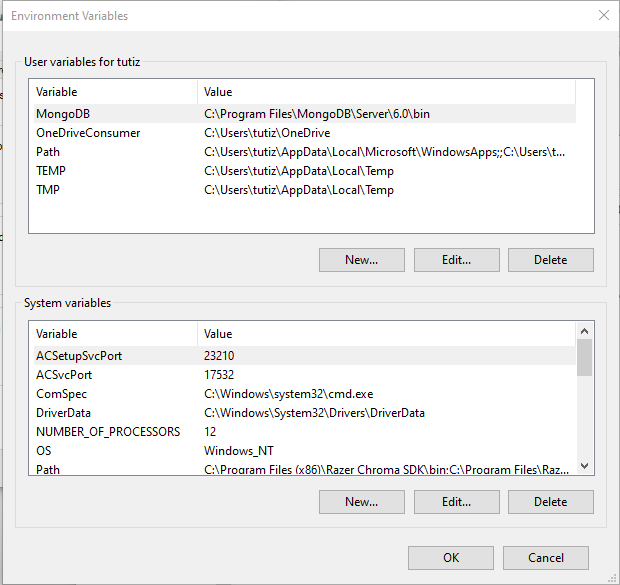 Environment Variables
User variables for tutiz
Variable Value
MongoDB C:\Program Files\MongoDB\Server\6.0\bin
OneDriveConsumer C:\Users\tutiz\OneDrive
Path C:\Users\tutiz\AppData\Local\Microsoft\WindowsApps;;C:\Users\t...
TEMP C:\Users\tutiz\AppData\Local\Temp
TMP C:\Users\tutiz\AppData\Local\Temp
New... Edit... Delete
System variables
Variable Value
ACSetupSvcPort 23210
ACSvcPort 17532
ComSpec C:\Windows\system32\cmd.exe
DriverData C:\Windows\System32\Drivers\DriverData
NUMBER_OF_PROCESSORS 12
OS Windows_NT
Path C:\Program Files (x86)\Razer Chroma SDK\bin;C:\Program Files\Raz...
New... Edit... Delete
OK Cancel